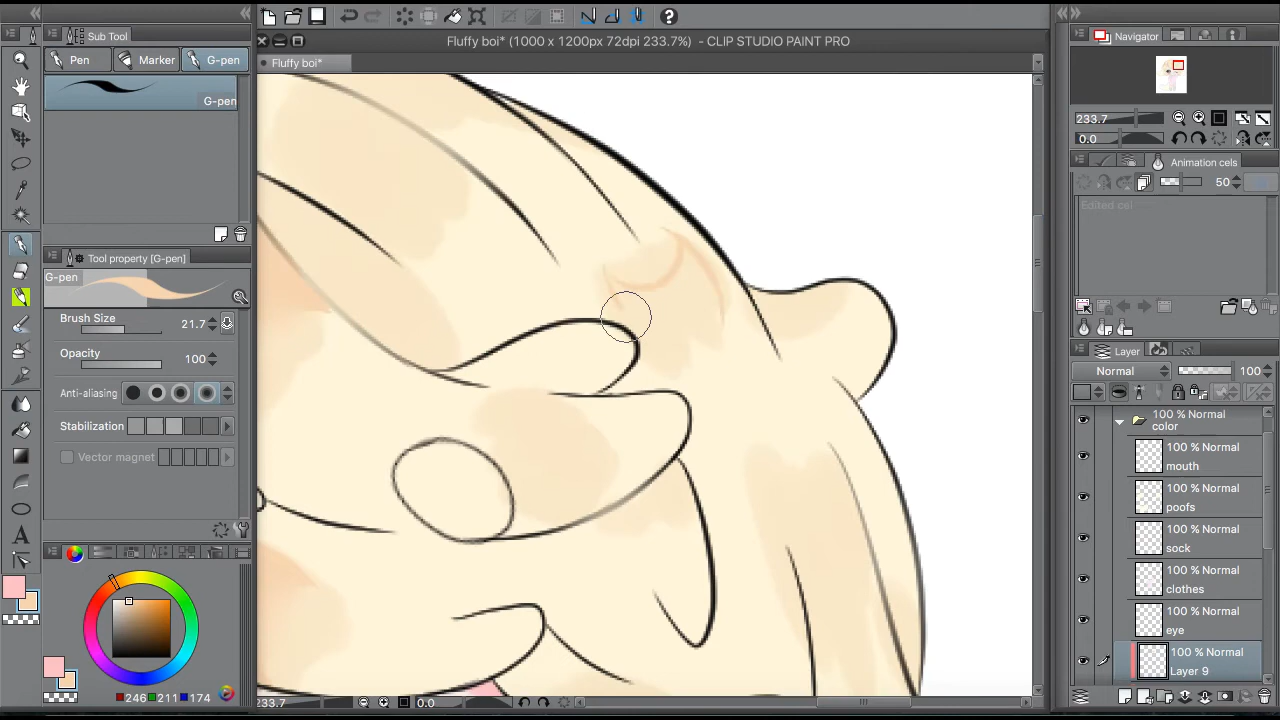 Sub Tool
Pen
Marker
G-pen
G-pen
Tool property [G-pen]
G-pen
Brush Size
21.7
Opacity
100
Anti-aliasing
Stabilization
Vector magnet
246 211 174
Fluffy boi* (1000 x 1200px 72dpi 233.7%) - CLIP STUDIO PAINT PRO
Fluffy boi*
233.7
0.0
Navigator
233.7
0.0
Animation cels
50
Edited cel
Layer
Normal
100
100 % Normal
color
100 % Normal
mouth
100 % Normal
poofs
100 % Normal
sock
100 % Normal
clothes
100 % Normal
eye
100 % Normal
Layer 9